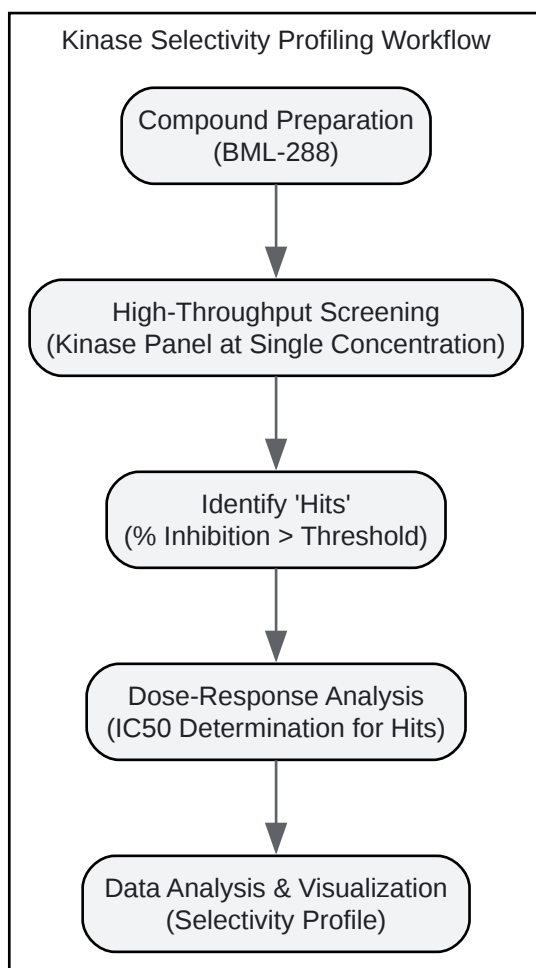 Kinase Selectivity Profiling Workflow
Compound Preparation
(BML-288)
High-Throughput Screening
(Kinase Panel at Single Concentration)
Identify 'Hits'
(% Inhibition > Threshold)
Dose-Response Analysis
(IC50 Determination for Hits)
Data Analysis & Visualization
(Selectivity Profile)